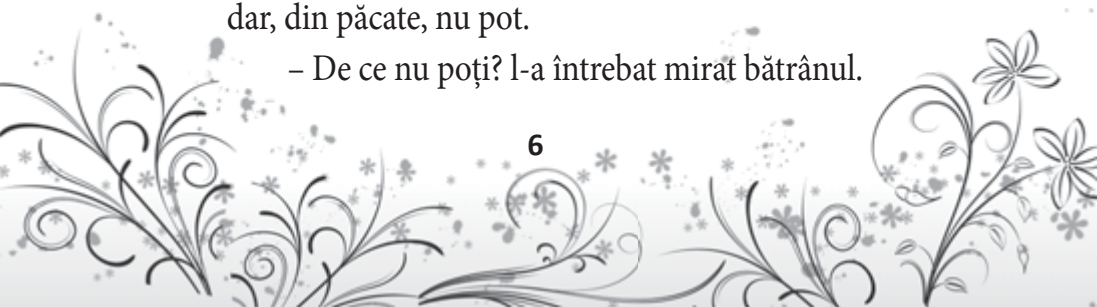 dar, din păcate, nu pot.
– De ce nu poți? l-a întrebat mirat bătrânul.
6